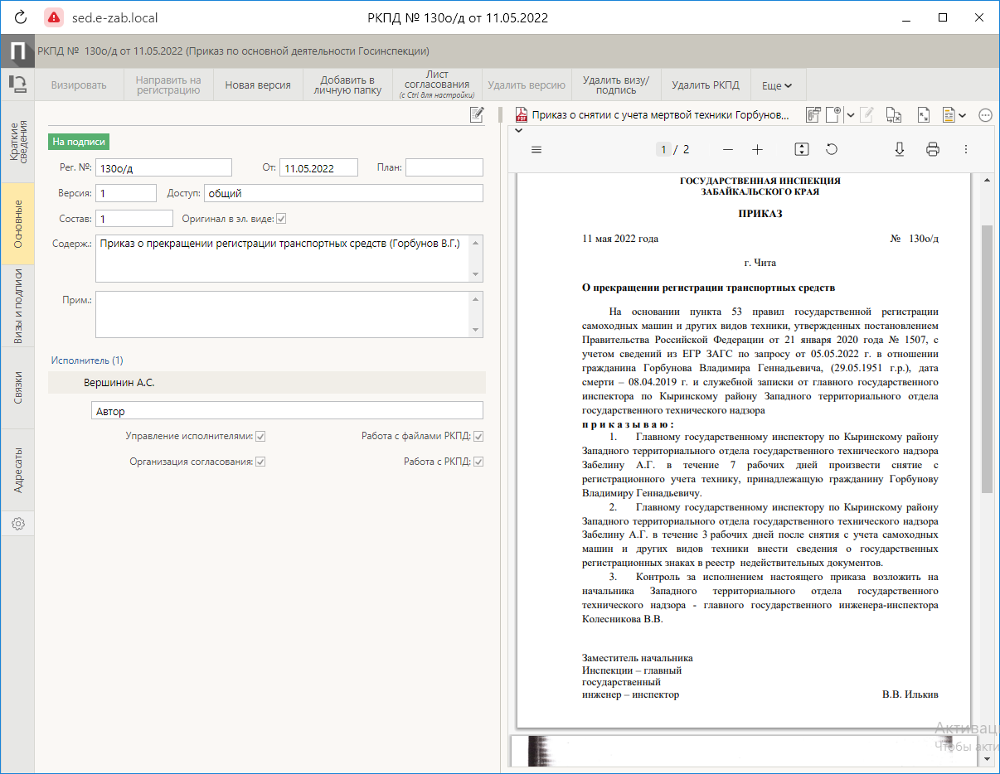 sed.e-zab.local
РКПД № 130о/д от 11.05.2022
П
РКПД № 130о/д от 11.05.2022 (Приказ по основной деятельности Госинспекции)
Визировать
Направить на
регистрацию
Новая версия
Добавить в
личную папку
Лист
согласования
(с Ctrl для настройки)
Удалить версию
Удалить визу/
подпись
Удалить РКПД
Еще
Краткие
сведения
Основные
Визы и подписи
Связки
Адресаты
На подписи
Рег. №: 130о/д От: 11.05.2022 План:
Версия: 1 Доступ: общий
Состав: 1 Оригинал в эл. виде:
Содерж.: Приказ о прекращении регистрации транспортных средств (Горбунов В.Г.)
Прим.:
Исполнитель (1)
Вершинин А.С.
Автор
Управление исполнителями: Работа с файлами РКПД:
Организация согласования: Работа с РКПД:
PDF
Приказ о снятии с учета мертвой техники Горбунов...
1 / 2
ГОСУДАРСТВЕННАЯ ИНСПЕКЦИЯ
ЗАБАЙКАЛЬСКОГО КРАЯ
ПРИКАЗ
11 мая 2022 года № 130о/д
г. Чита
О прекращении регистрации транспортных средств
На основании пункта 53 правил государственной регистрации
самоходных машин и других видов техники, утвержденных постановлением
Правительства Российской Федерации от 21 января 2020 года № 1507, с
учетом сведений из ЕГР ЗАГС по запросу от 05.05.2022 г. в отношении
гражданина Горбунова Владимира Геннадьевича, (29.05.1951 г.р.), дата
смерти – 08.04.2019 г. и служебной записки от главного государственного
инспектора по Кыринскому району Западного территориального отдела
государственного технического надзора
п р и к а з ы в а ю :
1. Главному государственному инспектору по Кыринскому району
Западного территориального отдела государственного технического надзора
Забелину А.Г. в течение 7 рабочих дней произвести снятие с
регистрационного учета технику, принадлежащую гражданину Горбунову
Владимиру Геннадьевичу.
2. Главному государственному инспектору по Кыринскому району
Западного территориального отдела государственного технического надзора
Забелину А.Г. в течение 3 рабочих дней после снятия с учета самоходных
машин и других видов техники внести сведения о государственных
регистрационных знаках в реестр недействительных документов.
3. Контроль за исполнением настоящего приказа возложить на
начальника Западного территориального отдела государственного
технического надзора - главного государственного инженера-инспектора
Колесникова В.В.
Заместитель начальника
Инспекции – главный
государственный
инженер – инспектор В.В. Илькив
Активац
Чтобы акти